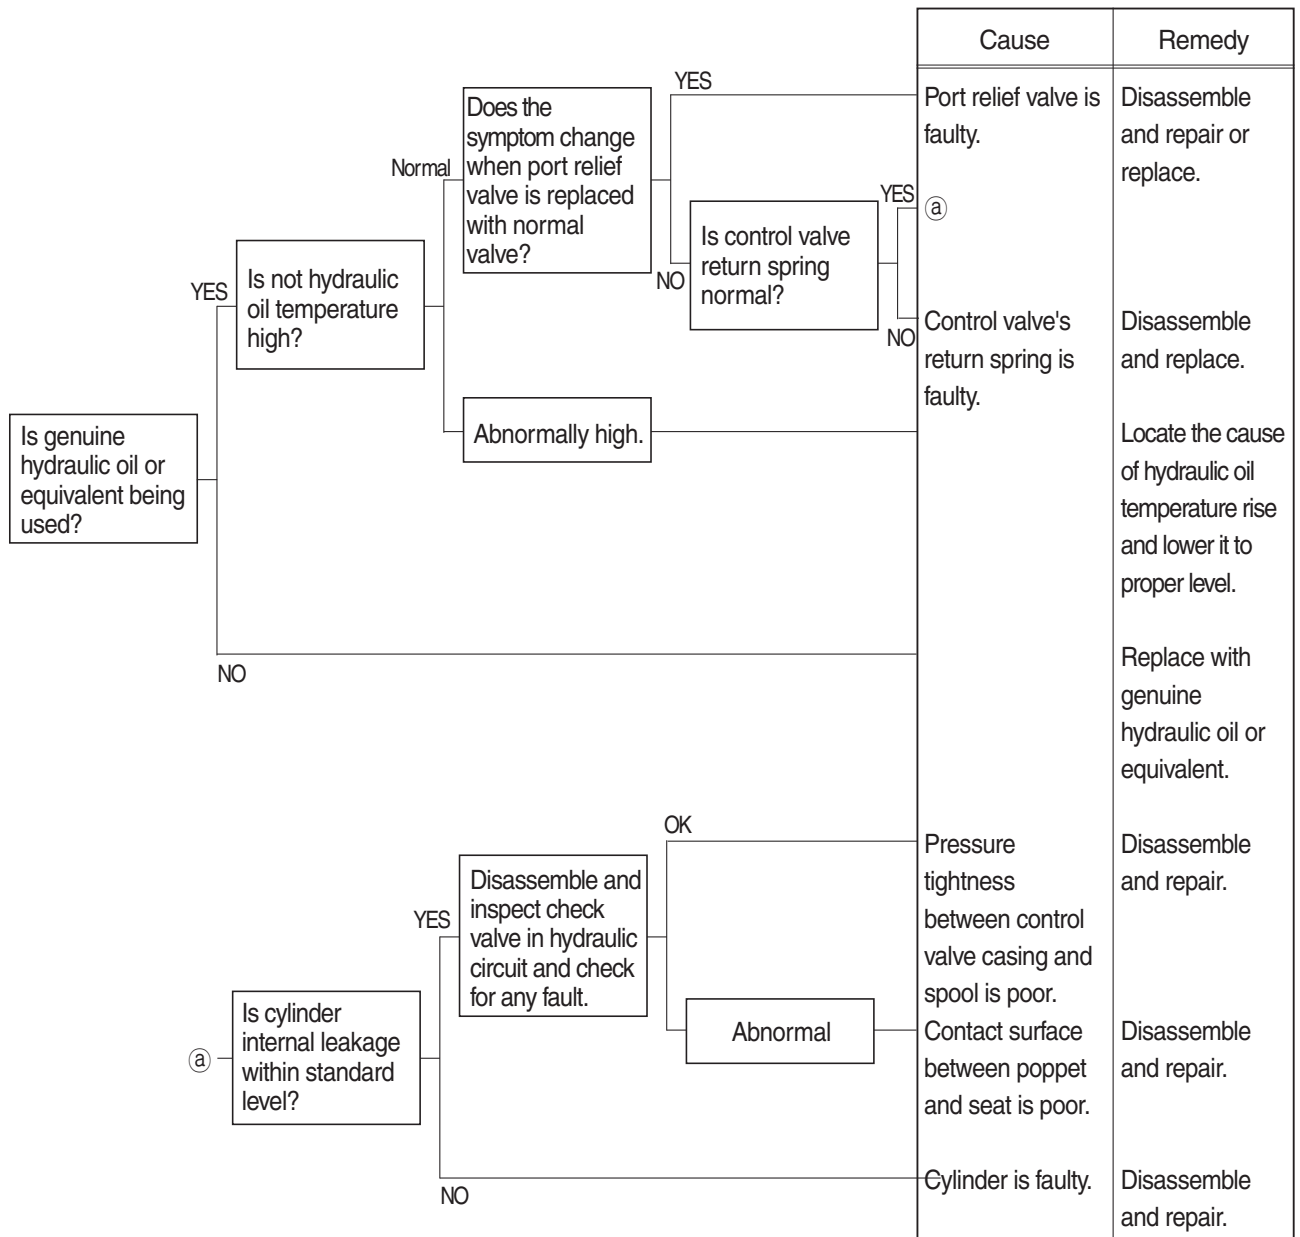 Cause
Remedy
YES
Does the
symptom change
when port relief
valve is replaced
with normal
valve?
Port relief valve is
faulty.
Disassemble
and repair or
replace.
Normal
YES
ⓐ
Is control valve
return spring
normal?
NO
YES
Is not hydraulic
oil temperature
high?
NO
Control valve's
return spring is
faulty.
Disassemble
and replace.
Abnormally high.
Locate the cause
of hydraulic oil
temperature rise
and lower it to
proper level.
Is genuine
hydraulic oil or
equivalent being
used?
NO
Replace with
genuine
hydraulic oil or
equivalent.
OK
Pressure
tightness
between control
valve casing and
spool is poor.
Disassemble
and repair.
YES
Disassemble and
inspect check
valve in hydraulic
circuit and check
for any fault.
Abnormal
Contact surface
between poppet
and seat is poor.
Disassemble
and repair.
ⓐ
Is cylinder
internal leakage
within standard
level?
NO
Cylinder is faulty.
Disassemble
and repair.